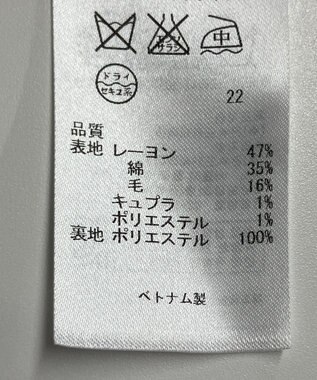 エンソ
サラシ
中
ドライ
セキユ系
22
品質
表地 レーヨン 47%
綿 35%
毛 16%
キュプラ 1%
ポリエステル 1%
裏地 ポリエステル 100%
ベトナム製